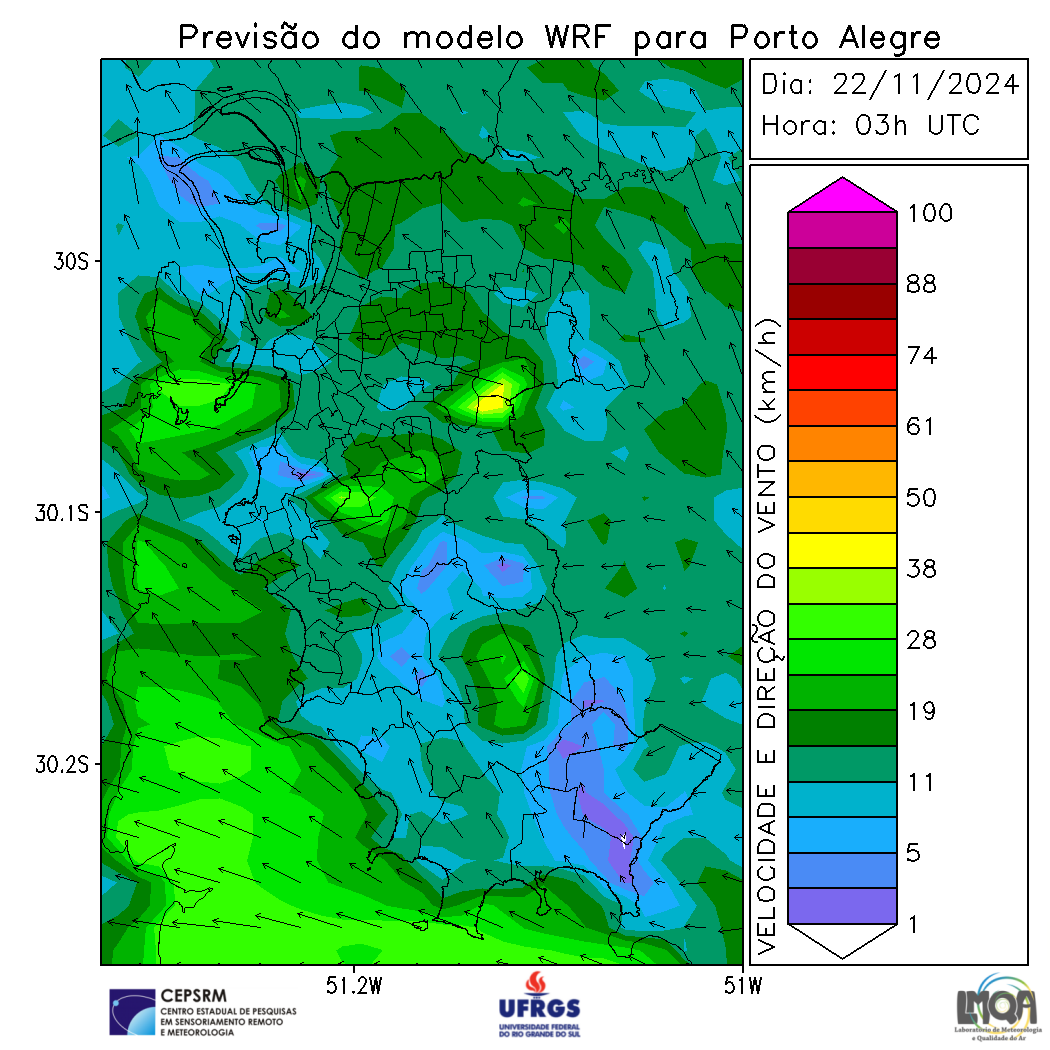 Previsão do modelo WRF para Porto Alegre
Dia: 22/11/2024
Hora: 03h UTC
30S
30.1S
30.2S
51.2W
51W
VELOCIDADE E DIREÇÃO DO VENTO (km/h)
100
88
74
61
50
38
28
19
11
5
1
CEPSRM
CENTRO ESTADUAL DE PESQUISAS
EM SENSORIAMENTO REMOTO
E METEOROLOGIA
UFRGS
UNIVERSIDADE FEDERAL
DO RIO GRANDE DO SUL
LMQA
Laboratório de Meteorologia
e Qualidade do Ar